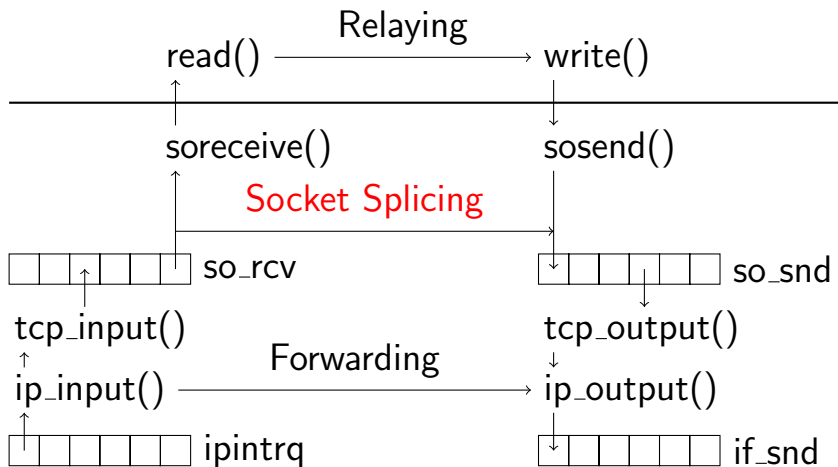 Relaying
read() write()
soreceive() sosend()
Socket Splicing
so_rcv so_snd
tcp_input() tcp_output()
Forwarding
ip_input() ip_output()
ipintrq if_snd